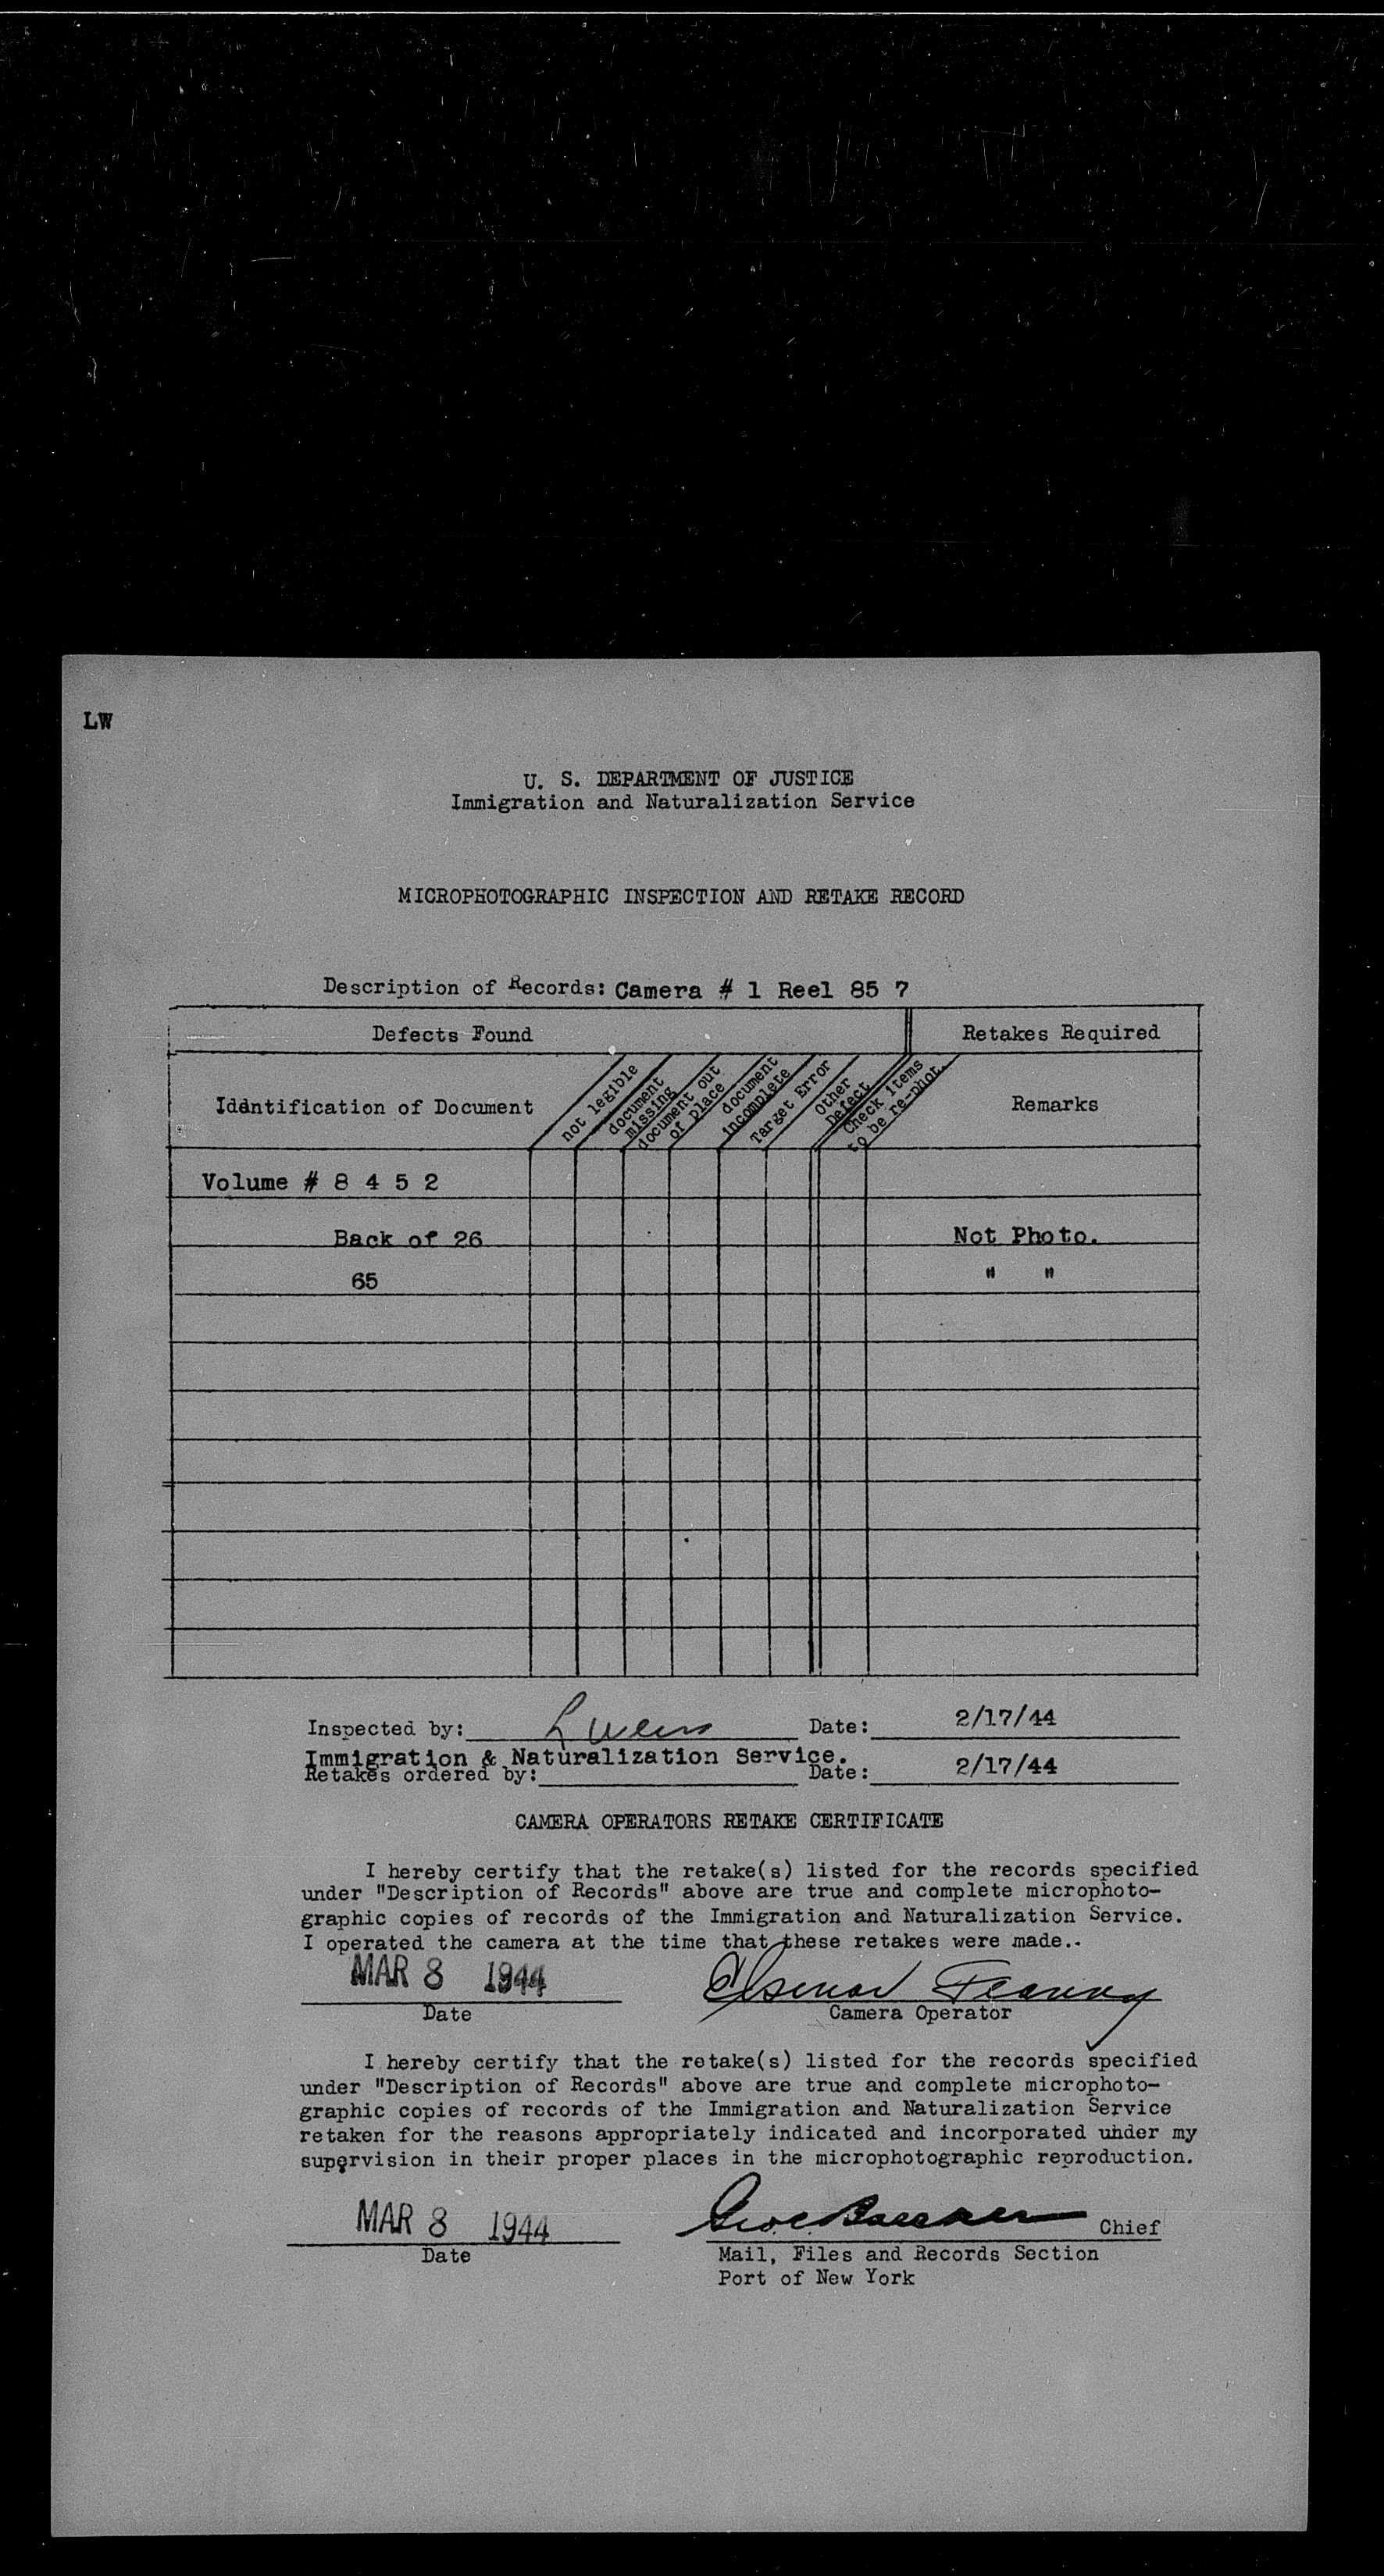 LW
U. S. DEPARTMENT OF JUSTICE
Immigration and Naturalization Service
MICROPHOTOGRAPHIC INSPECTION AND RETAKE RECORD
Description of Records: Camera # 1 Reel 85 7
Defects Found
Retakes Required
Identification of Document
not legible
document missing
document out of place
document incomplete
Target Error
Other Defect
Check items to be re-phot.
Remarks
Volume # 8 4 5 2
Back of 26 Not Photo.
65 " "
Inspected by: L Weiss Date: 2/17/44
Immigration & Naturalization Service.
Retakes ordered by: Date: 2/17/44
CAMERA OPERATORS RETAKE CERTIFICATE
I hereby certify that the retake(s) listed for the records specified
under "Description of Records" above are true and complete microphoto-
graphic copies of records of the Immigration and Naturalization Service.
I operated the camera at the time that these retakes were made..
MAR 8 1944
Date
Camera Operator
I hereby certify that the retake(s) listed for the records specified
under "Description of Records" above are true and complete microphoto-
graphic copies of records of the Immigration and Naturalization Service
retaken for the reasons appropriately indicated and incorporated under my
supervision in their proper places in the microphotographic reproduction.
MAR 8 1944
Chief
Date
Mail, Files and Records Section
Port of New York